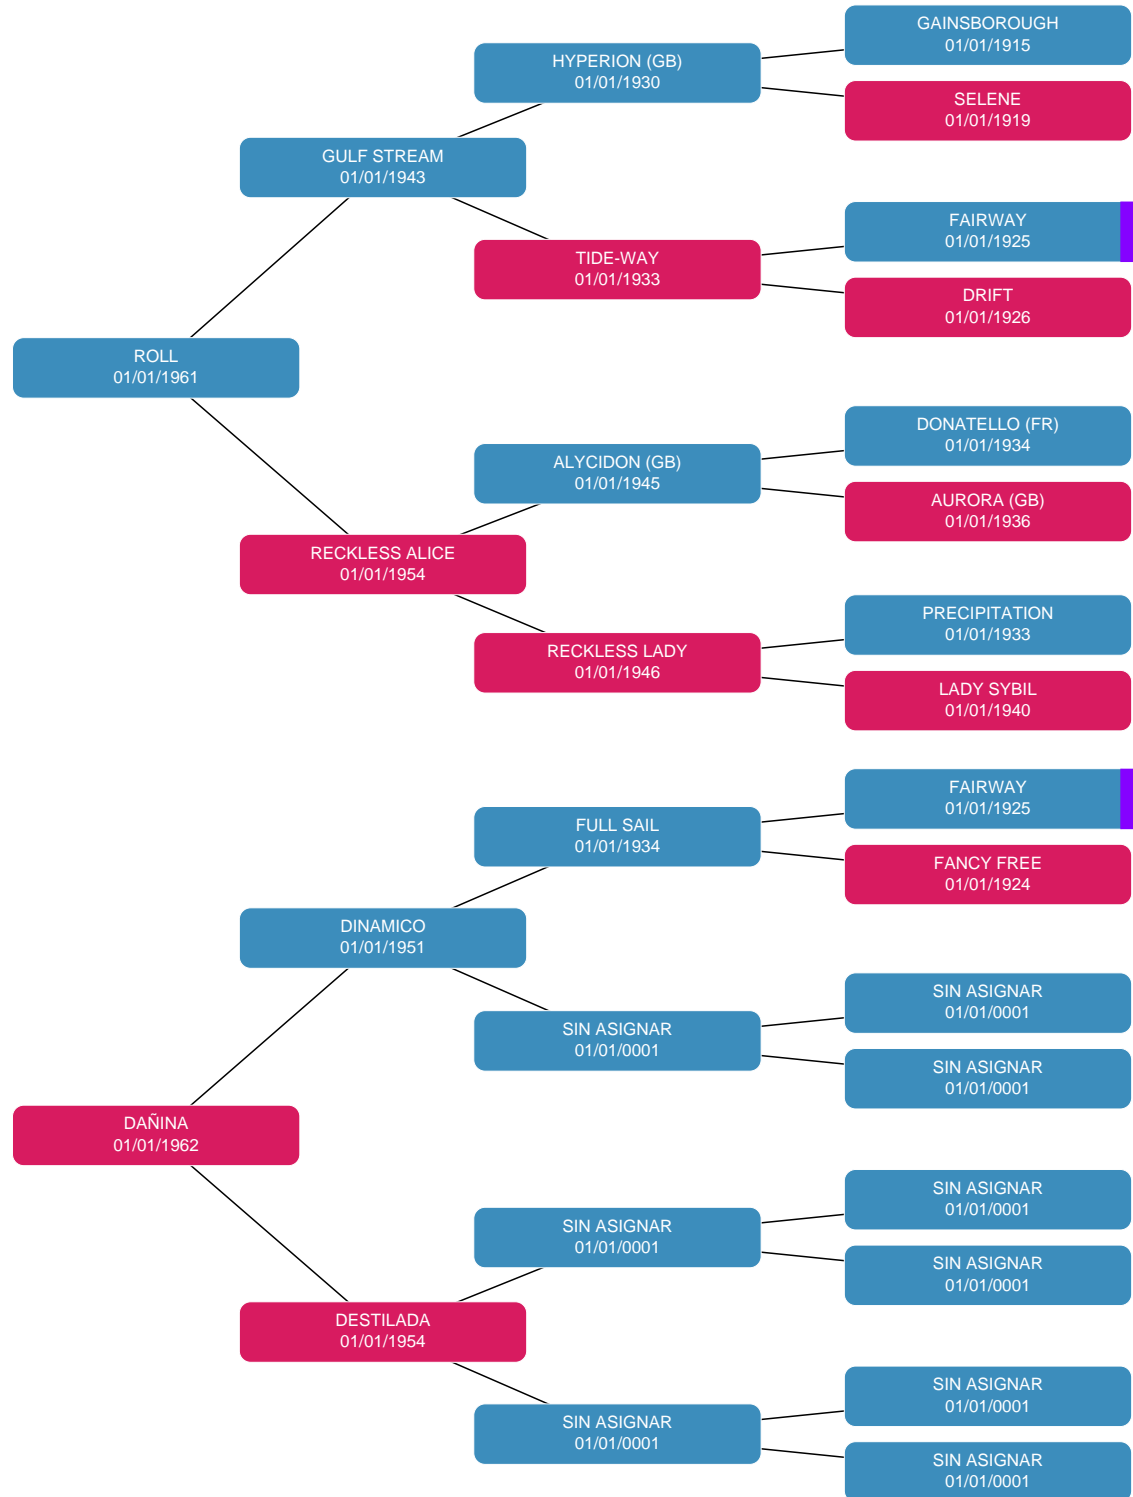 GAINSBOROUGH
01/01/1915
HYPERION (GB)
01/01/1930
SELENE
01/01/1919
GULF STREAM
01/01/1943
FAIRWAY
01/01/1925
TIDE-WAY
01/01/1933
DRIFT
01/01/1926
ROLL
01/01/1961
DONATELLO (FR)
01/01/1934
ALYCIDON (GB)
01/01/1945
AURORA (GB)
01/01/1936
RECKLESS ALICE
01/01/1954
PRECIPITATION
01/01/1933
RECKLESS LADY
01/01/1946
LADY SYBIL
01/01/1940
FAIRWAY
01/01/1925
FULL SAIL
01/01/1934
FANCY FREE
01/01/1924
DINAMICO
01/01/1951
SIN ASIGNAR
01/01/0001
SIN ASIGNAR
01/01/0001
SIN ASIGNAR
01/01/0001
DAÑINA
01/01/1962
SIN ASIGNAR
01/01/0001
SIN ASIGNAR
01/01/0001
SIN ASIGNAR
01/01/0001
DESTILADA
01/01/1954
SIN ASIGNAR
01/01/0001
SIN ASIGNAR
01/01/0001
SIN ASIGNAR
01/01/0001